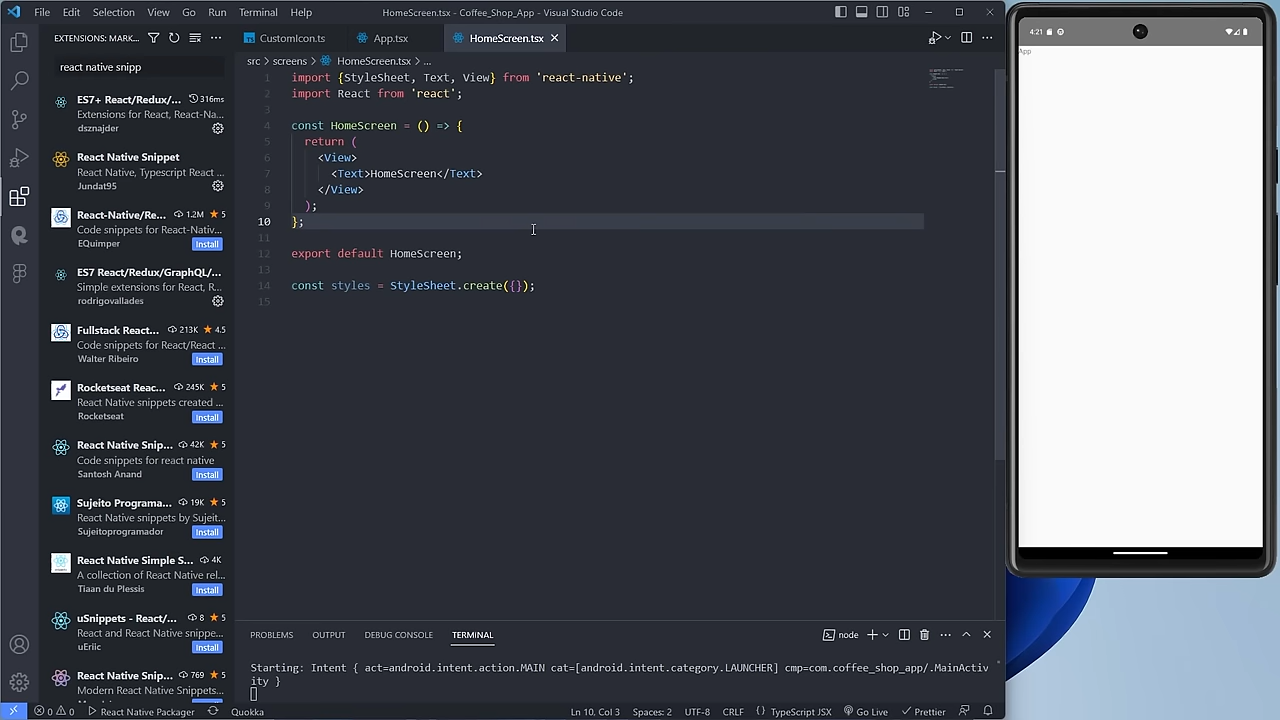 File Edit Selection View Go Run Terminal Help
HomeScreen.tsx - Coffee_Shop_App - Visual Studio Code
EXTENSIONS: MARK...
react native snipp
ES7+ React/Redux/... 316ms
Extensions for React, React-Na...
dsznajder
React Native Snippet
React Native, Typescript React ...
Jundat95
React-Native/Re... 1.2M 5
Code snippets for React-Nativ...
EQuimper Install
ES7 React/Redux/GraphQL/...
Simple extensions for React, R...
rodrigovallades
Fullstack React... 213K 4.5
Code snippets for React/React ...
Walter Ribeiro Install
Rocketseat Reac... 245K 5
React Native snippets created ...
Rocketseat Install
React Native Snip... 42K 5
Code snippets for react native
Santosh Anand Install
Sujeito Programa... 19K 5
React Native snippets by Sujeit...
Sujeitoprogramador Install
React Native Simple S... 4K
A collection of React Native rel...
Tiaan du Plessis Install
uSnippets - React/... 8 5
React and React Native snippe...
uEriic Install
React Native Snip... 769 5
Modern React Native Snippets...
CustomIcon.ts App.tsx HomeScreen.tsx
src > screens > HomeScreen.tsx > ...
1 import {StyleSheet, Text, View} from 'react-native';
2 import React from 'react';
3
4 const HomeScreen = () => {
5 return (
6 <View>
7 <Text>HomeScreen</Text>
8 </View>
9 );
10 };
11
12 export default HomeScreen;
13
14 const styles = StyleSheet.create({});
15
PROBLEMS OUTPUT DEBUG CONSOLE TERMINAL node
Starting: Intent { act=android.intent.action.MAIN cat=[android.intent.category.LAUNCHER] cmp=com.coffee_shop_app/.MainActiv
ity }
0 0 React Native Packager Quokka Ln 10, Col 3 Spaces: 2 UTF-8 CRLF {} TypeScript JSX Go Live Prettier
4:21
App